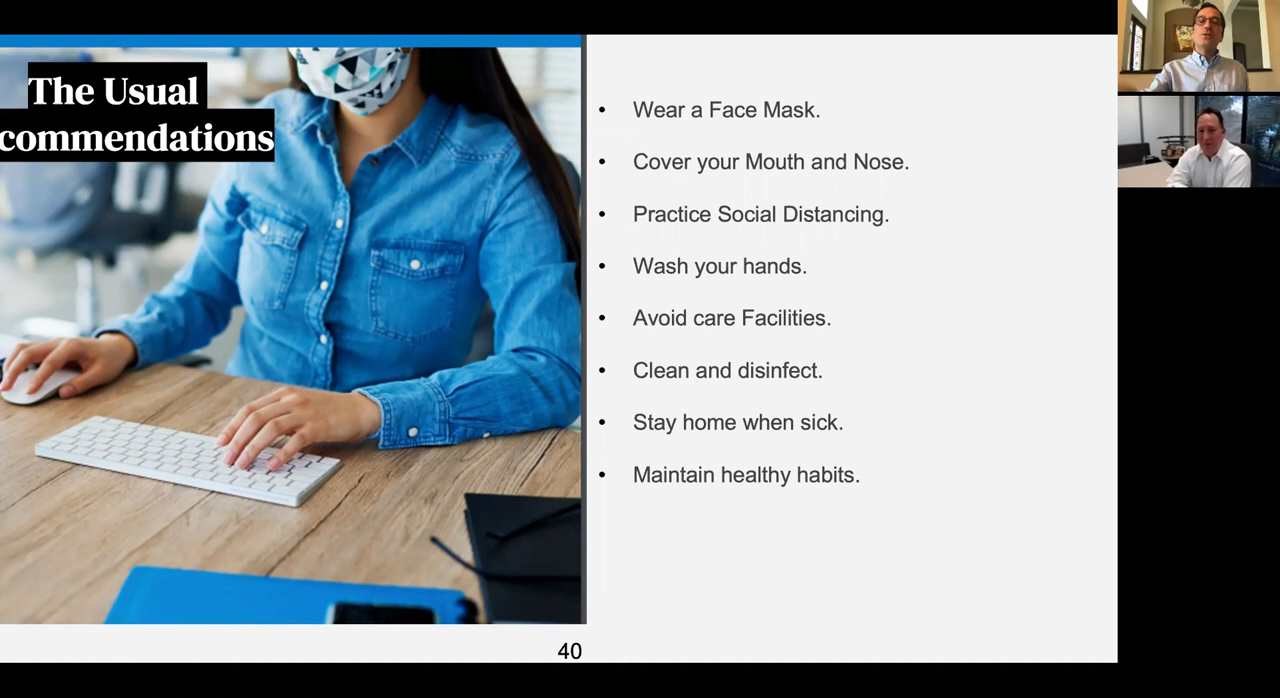 The Usual
commendations
Wear a Face Mask.
Cover your Mouth and Nose.
Practice Social Distancing.
Wash your hands.
Avoid care Facilities.
Clean and disinfect.
Stay home when sick.
Maintain healthy habits.
40